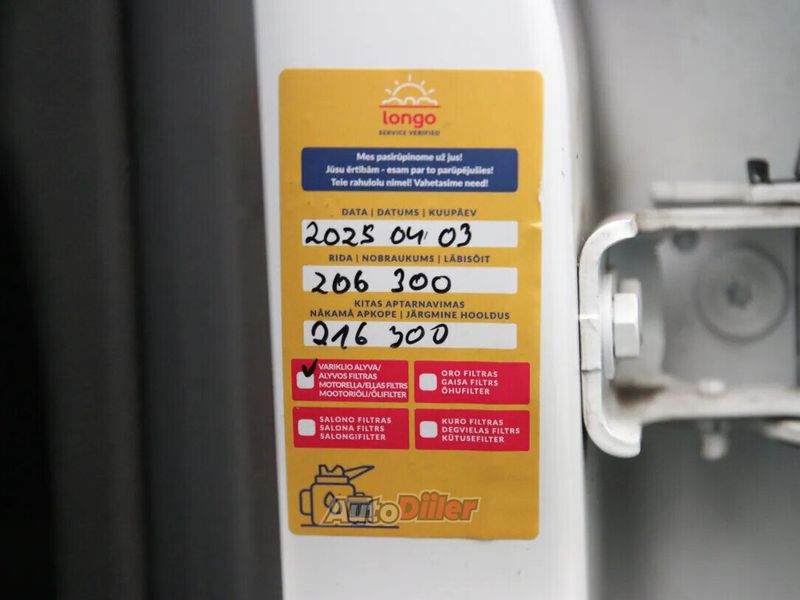 longo
SERVICE VERIFIED
Mes pasirūpinome už jus!
Jūsu ērtībām - esam par to parūpējušies!
Teie rahulolu nimel! Vahetasime need!
DATA | DATUMS | KUUPÄEV
2025 04 03
RIDA | NOBRAUKUMS | LÄBISÕIT
206 300
KITAS APTARNAVIMAS
NĀKAMĀ APKOPE | JÄRGMINE HOOLDUS
216 300
VARIKLIO ALYVA/
ALYVOS FILTRAS
MOTOREĻĻA/EĻĻAS FILTRS
MOOTORIÕLI/ÕLIFILTER
ORO FILTRAS
GAISA FILTRS
ÕHUFILTER
SALONO FILTRAS
SALONA FILTRS
SALONGIFILTER
KURO FILTRAS
DEGVIELAS FILTRS
KÜTUSEFILTER
AutoDiiler